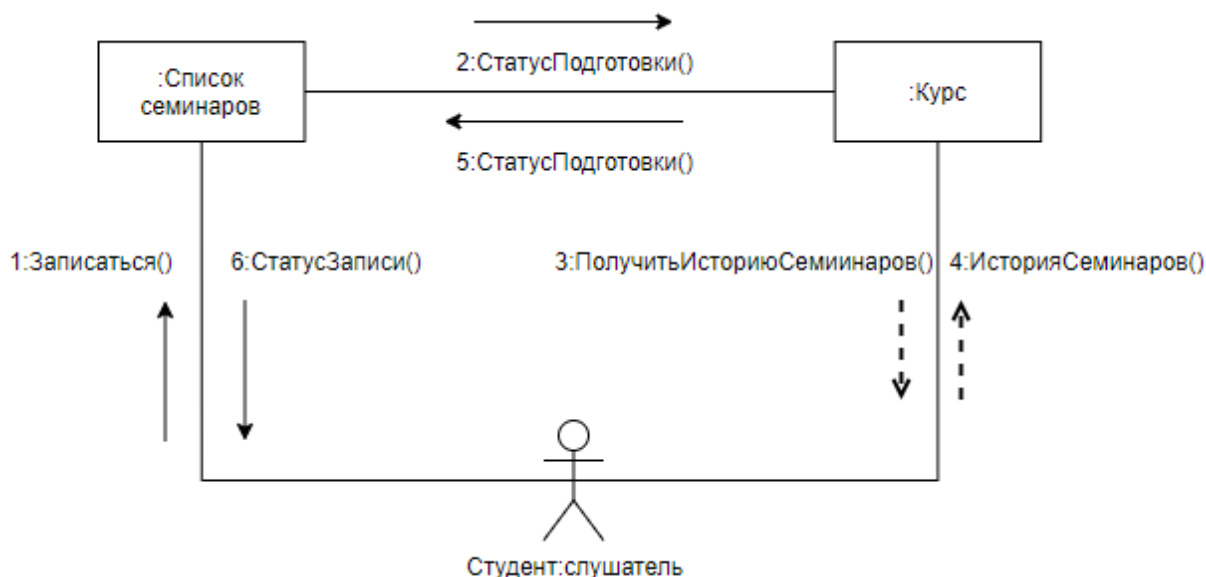 2:СтатусПодготовки()
:Список
семинаров
:Курс
5:СтатусПодготовки()
1:Записаться()
6:СтатусЗаписи()
3:ПолучитьИсториюСемиинаров()
4:ИсторияСеминаров()
Студент:слушатель